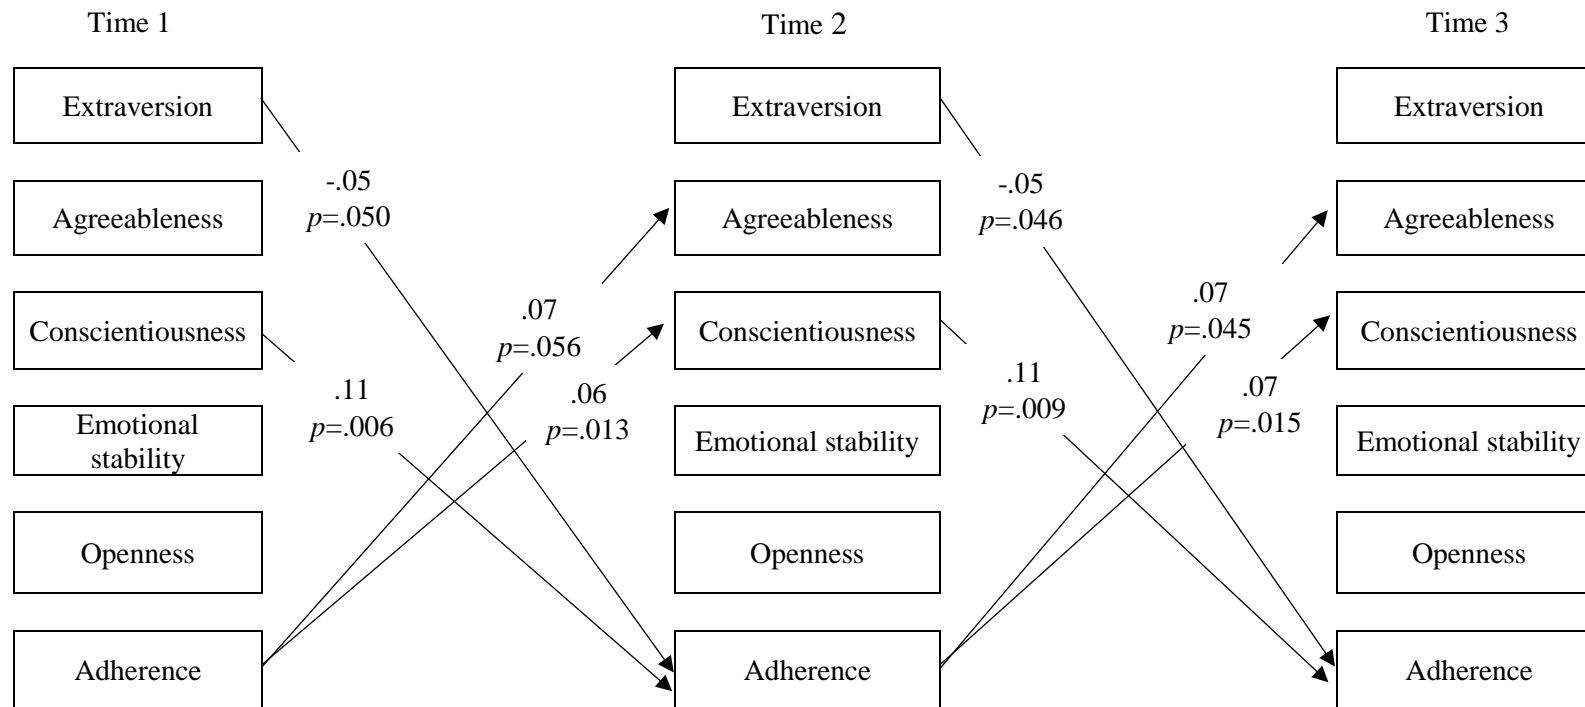 Time 1
Time 2
Time 3
Extraversion
Extraversion
Extraversion
-.05
p=.050
-.05
p=.046
Agreeableness
Agreeableness
Agreeableness
.07
p=.056
.07
p=.045
Conscientiousness
Conscientiousness
Conscientiousness
.11
p=.006
.06
p=.013
.11
p=.009
.07
p=.015
Emotional
stability
Emotional stability
Emotional stability
Openness
Openness
Openness
Adherence
Adherence
Adherence